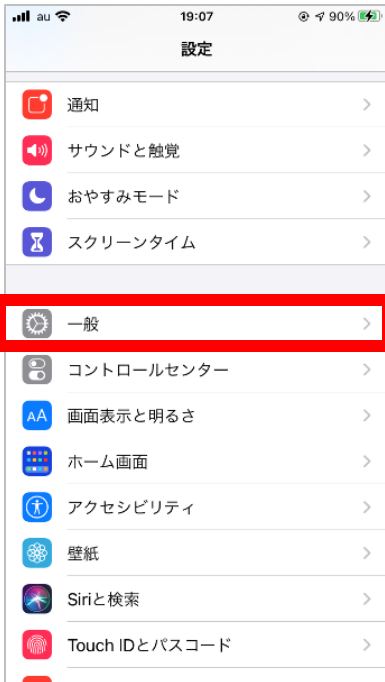 au 19:07 90%
設定
通知
サウンドと触覚
おやすみモード
スクリーンタイム
一般
コントロールセンター
AA 画面表示と明るさ
ホーム画面
アクセシビリティ
壁紙
Siriと検索
Touch IDとパスコード